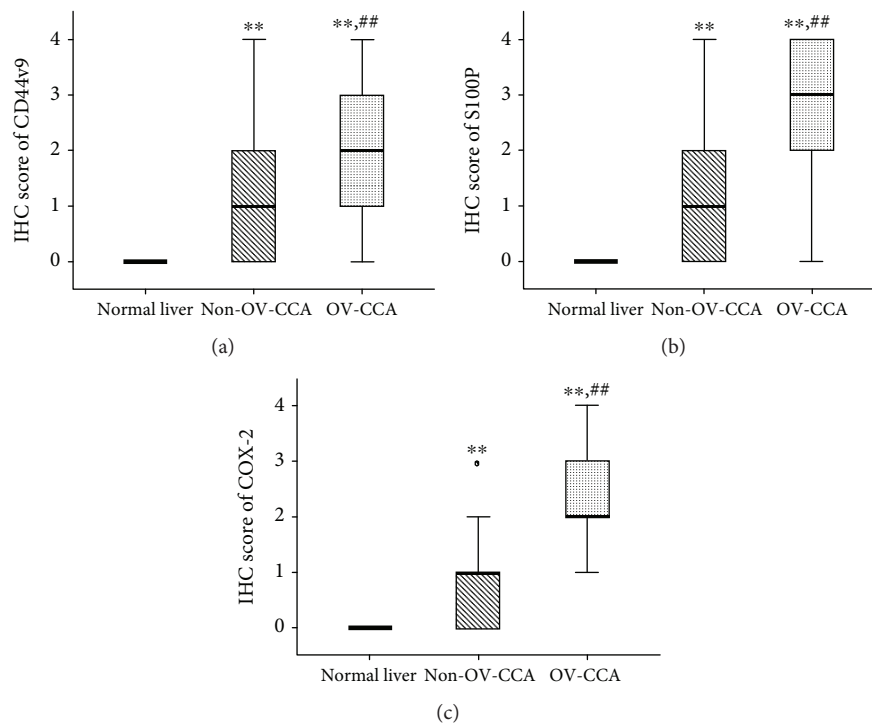 IHC score of CD44v9
4
3
2
1
0
**
**,##
Normal liver Non-OV-CCA OV-CCA
(a)
IHC score of S100P
4
3
2
1
0
**
**,##
Normal liver Non-OV-CCA OV-CCA
(b)
IHC score of COX-2
4
3
2
1
0
**
**,##
Normal liver Non-OV-CCA OV-CCA
(c)